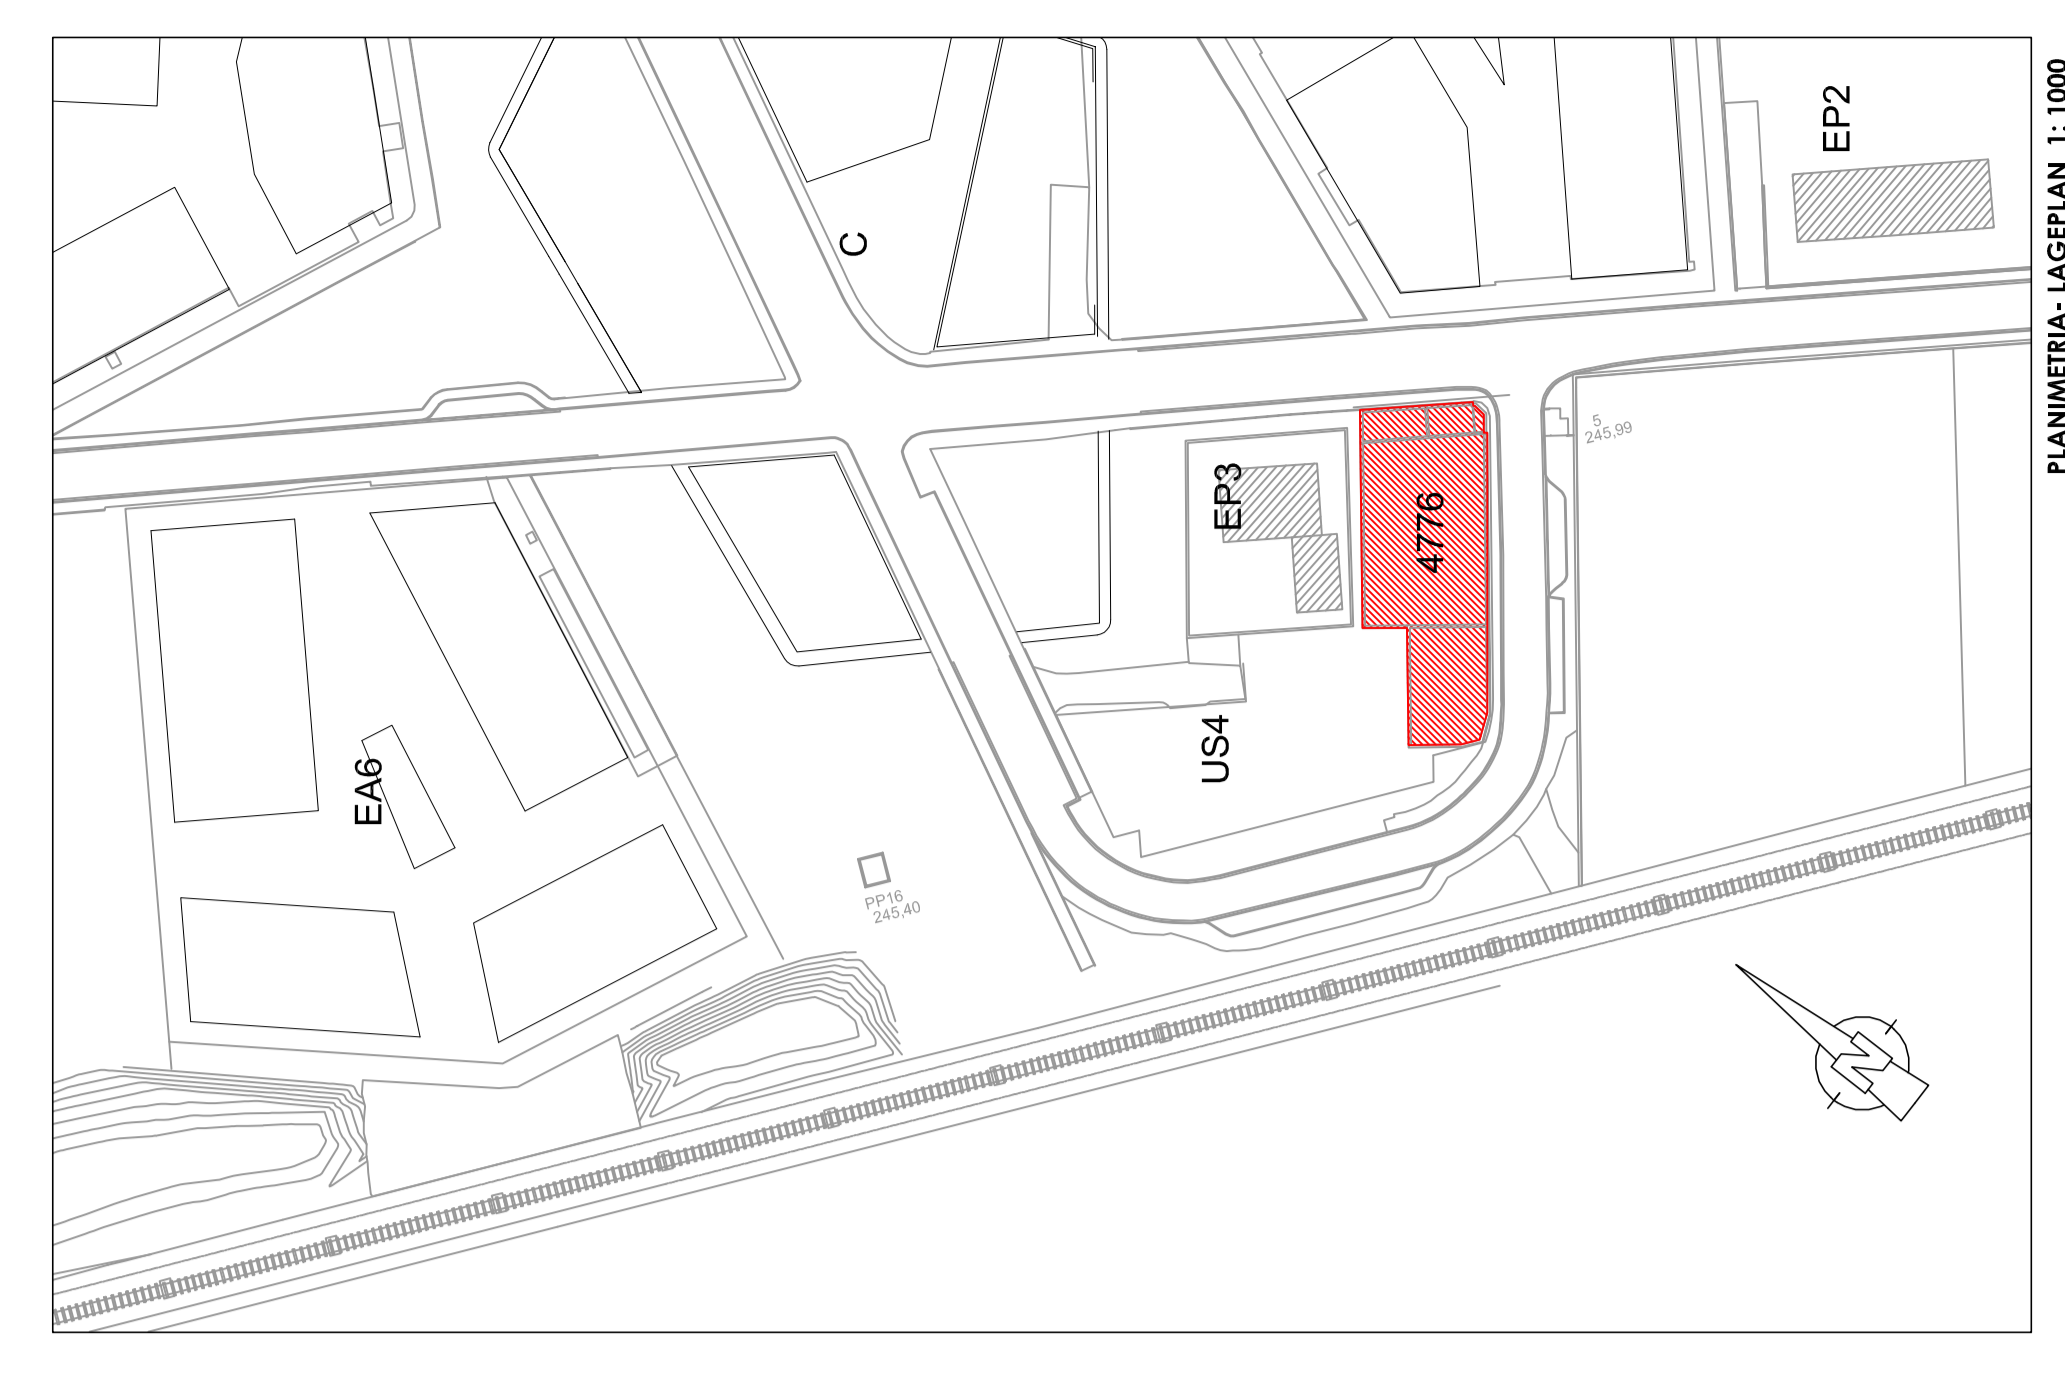 EP2
C
5
245,99
EP3
4776
US4
EA6
PP16
245,40
N
PLANIMETRIA- LAGEPLAN 1: 1000